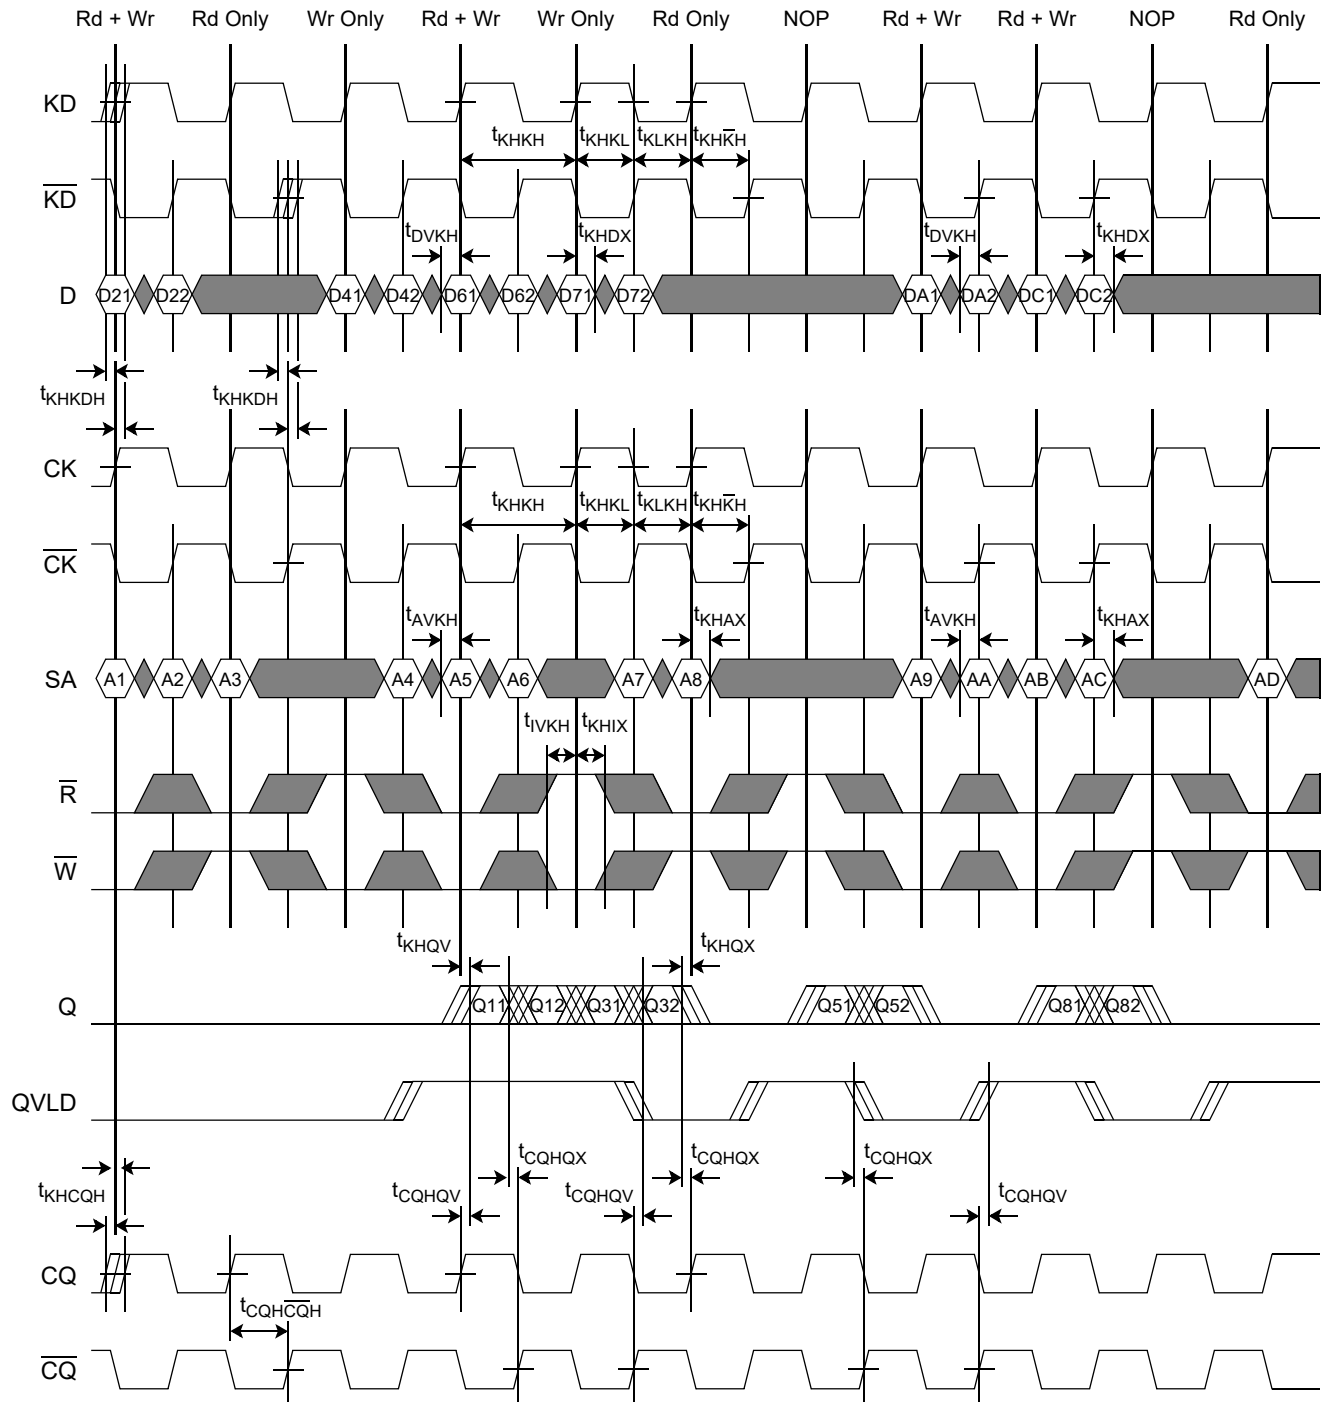 Rd + Wr Rd Only Wr Only Rd + Wr Wr Only Rd Only NOP Rd + Wr Rd + Wr NOP Rd Only
KD
tKHKH tKHKL tKLKH tKHK̅H
K̅D̅
tDVKH tKHDX tDVKH tKHDX
D D21 D22 D41 D42 D61 D62 D71 D72 DA1 DA2 DC1 DC2
tKHKDH tKHKDH
CK
tKHKH tKHKL tKLKH tKHK̅H
C̅K̅
tAVKH tKHAX tAVKH tKHAX
SA A1 A2 A3 A4 A5 A6 A7 A8 A9 AA AB AC AD
tIVKH tKHIX
R̅
W̅
tKHQV tKHQX
Q Q11 Q12 Q31 Q32 Q51 Q52 Q81 Q82
QVLD
tCQHQX tCQHQX tCQHQX
tKHCQH tCQHQV tCQHQV tCQHQV
CQ
tCQHC̅Q̅H
C̅Q̅